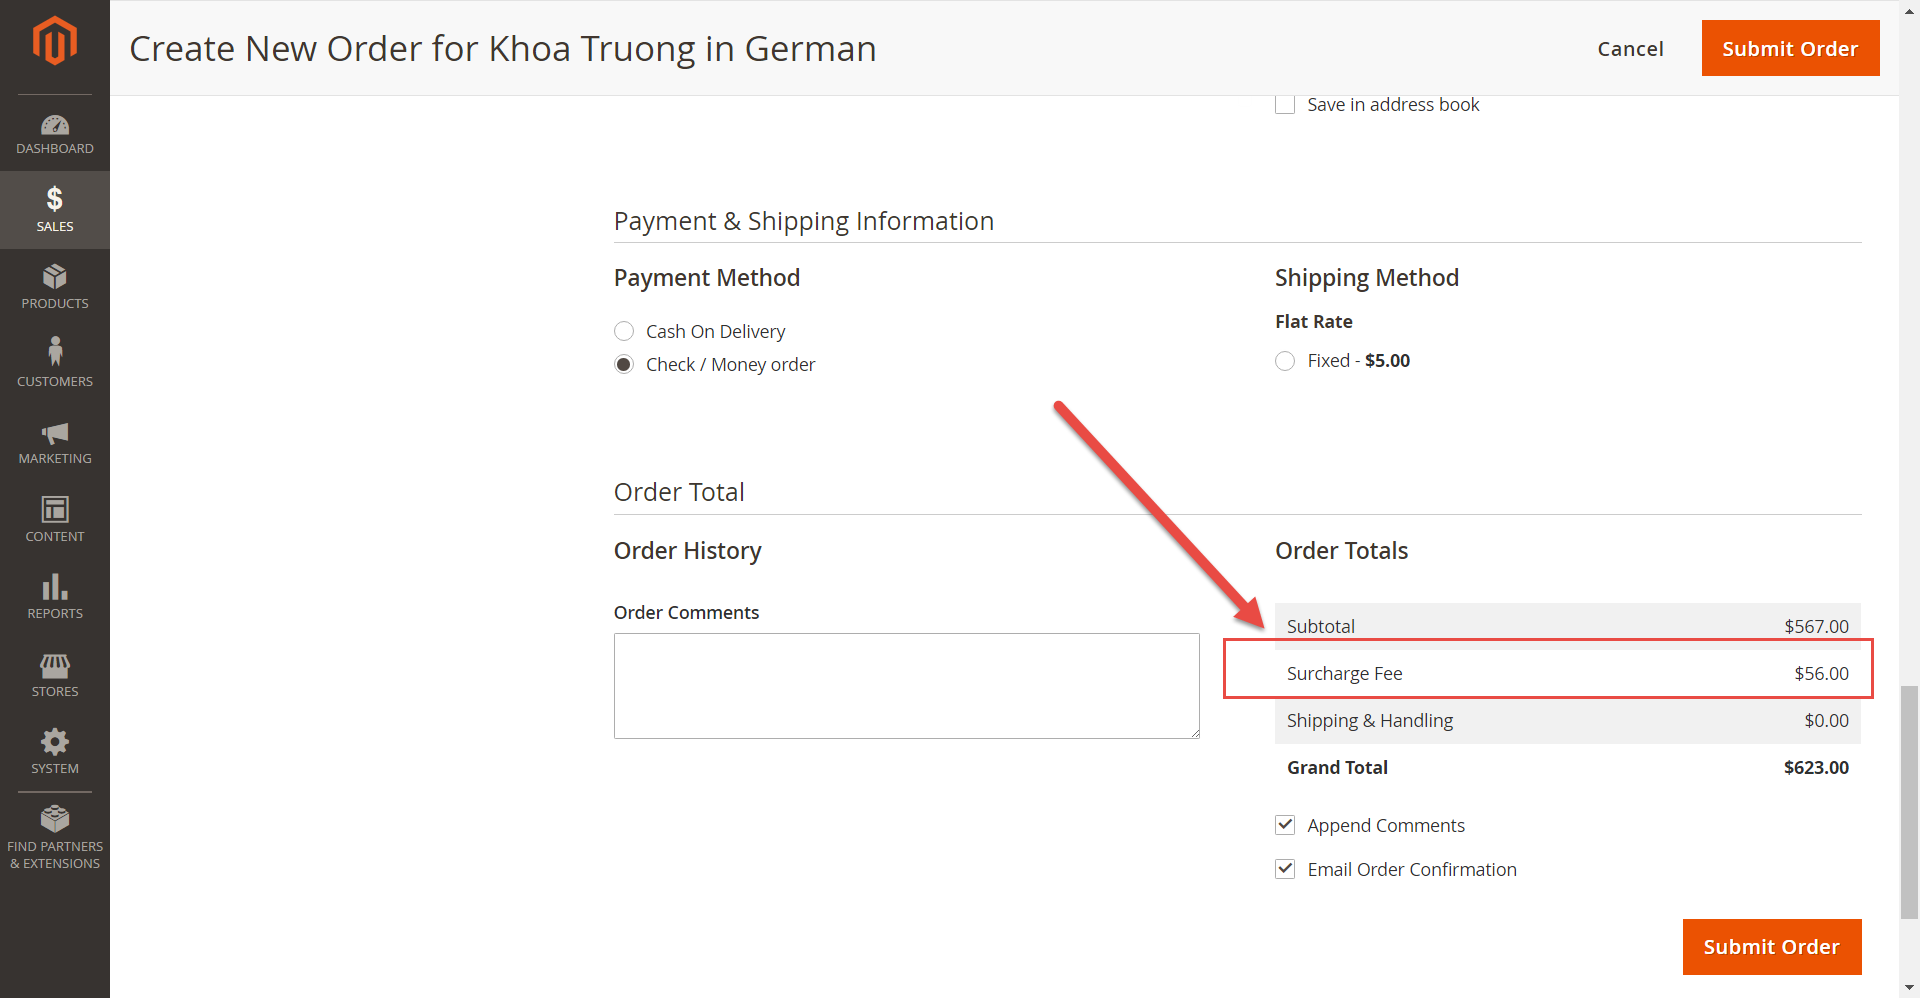 Create New Order for Khoa Truong in German
Cancel
Submit Order
DASHBOARD
SALES
PRODUCTS
CUSTOMERS
MARKETING
CONTENT
REPORTS
STORES
SYSTEM
FIND PARTNERS
& EXTENSIONS
Save in address book
Payment & Shipping Information
Payment Method
Cash On Delivery
Check / Money order
Shipping Method
Flat Rate
Fixed - $5.00
Order Total
Order History
Order Comments
Order Totals
Subtotal $567.00
Surcharge Fee $56.00
Shipping & Handling $0.00
Grand Total $623.00
Append Comments
Email Order Confirmation
Submit Order